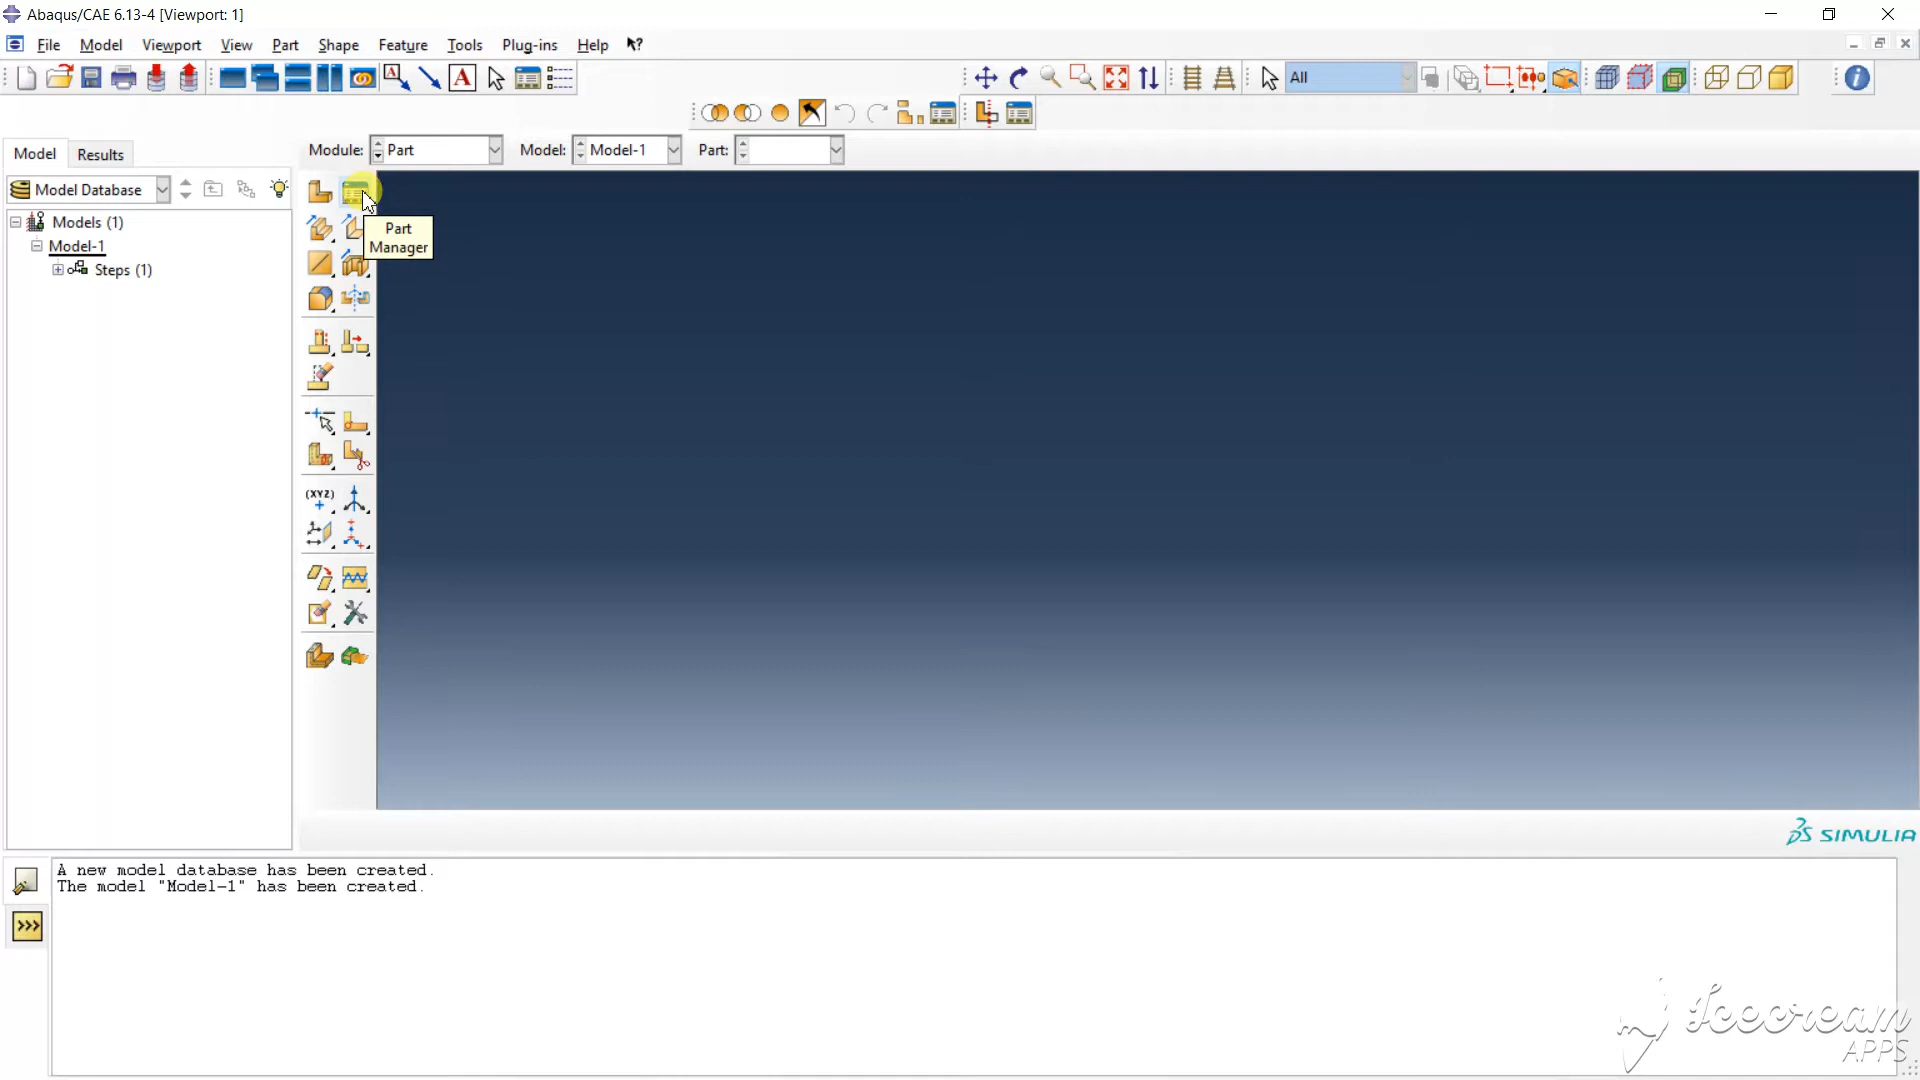 Abaqus/CAE 6.13-4 [Viewport: 1]
File Model Viewport View Part Shape Feature Tools Plug-ins Help
A A All i
Module: Part Model: Model-1 Part:
Model Results
Model Database
Models (1)
Model-1
Steps (1)
Part
Manager
(XYZ)
SIMULIA
A new model database has been created.
The model "Model-1" has been created.
>>>
Icecream
APPS